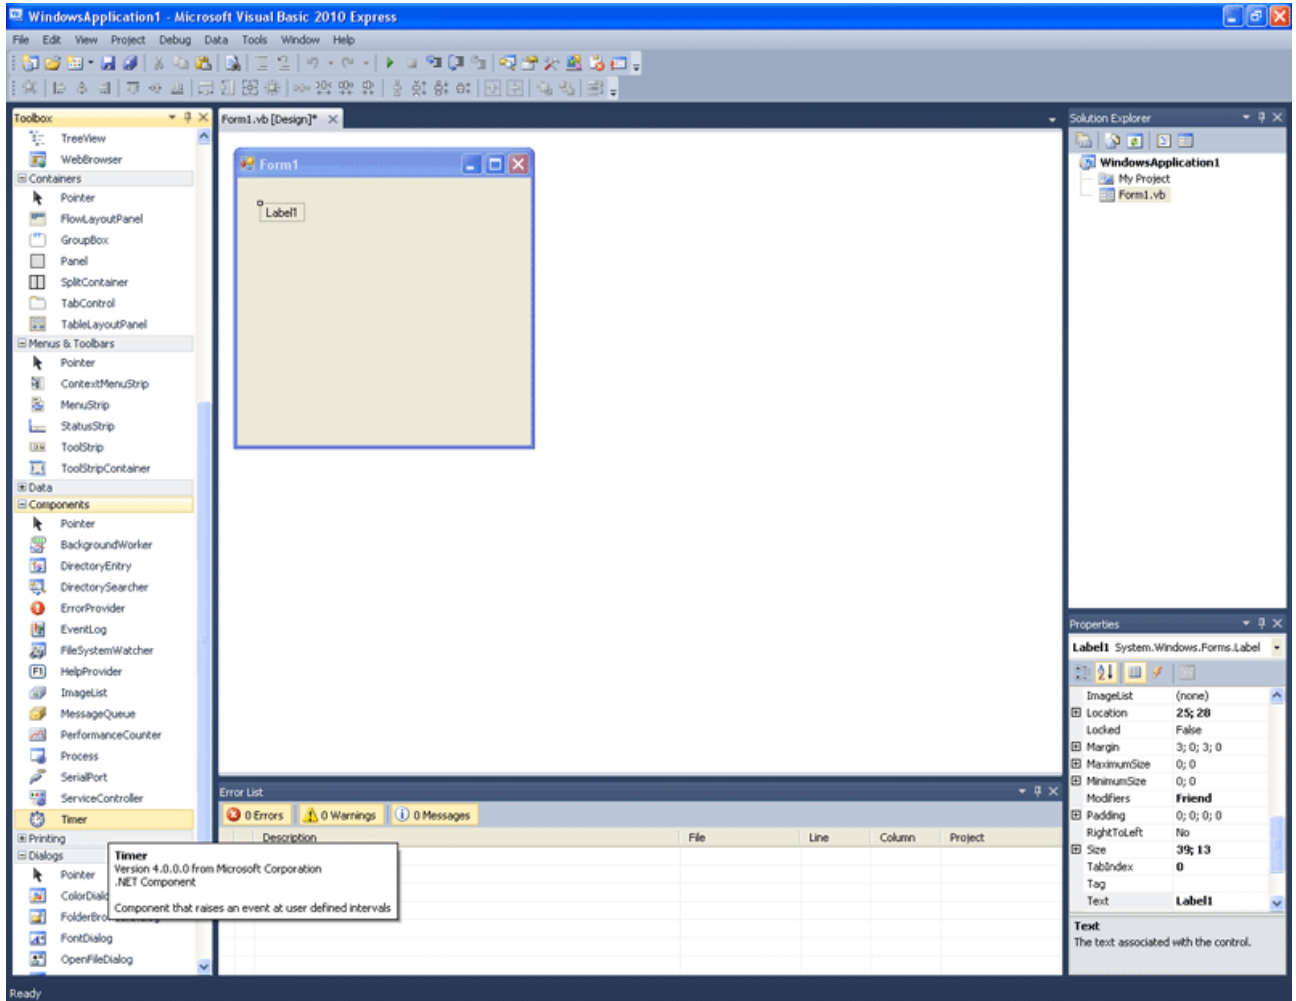 WindowsApplication1 - Microsoft Visual Basic 2010 Express
File Edit View Project Debug Data Tools Window Help
Toolbox
TreeView
WebBrowser
Containers
Pointer
FlowLayoutPanel
GroupBox
Panel
SplitContainer
TabControl
TableLayoutPanel
Menus & Toolbars
Pointer
ContextMenuStrip
MenuStrip
StatusStrip
ToolStrip
ToolStripContainer
Data
Components
Pointer
BackgroundWorker
DirectoryEntry
DirectorySearcher
ErrorProvider
EventLog
FileSystemWatcher
HelpProvider
ImageList
MessageQueue
PerformanceCounter
Process
SerialPort
ServiceController
Timer
Printing
Dialogs
Pointer
ColorDialo
FolderBro
FontDialog
OpenFileDialog
Timer
Version 4.0.0.0 from Microsoft Corporation
.NET Component
Component that raises an event at user defined intervals
Form1.vb [Design]*
Form1
Label1
Error List
0 Errors 0 Warnings 0 Messages
Description File Line Column Project
Solution Explorer
WindowsApplication1
My Project
Form1.vb
Properties
Label1 System.Windows.Forms.Label
ImageList (none)
Location 25; 28
Locked False
Margin 3; 0; 3; 0
MaximumSize 0; 0
MinimumSize 0; 0
Modifiers Friend
Padding 0; 0; 0; 0
RightToLeft No
Size 39; 13
TabIndex 0
Tag
Text Label1
Text
The text associated with the control.
Ready